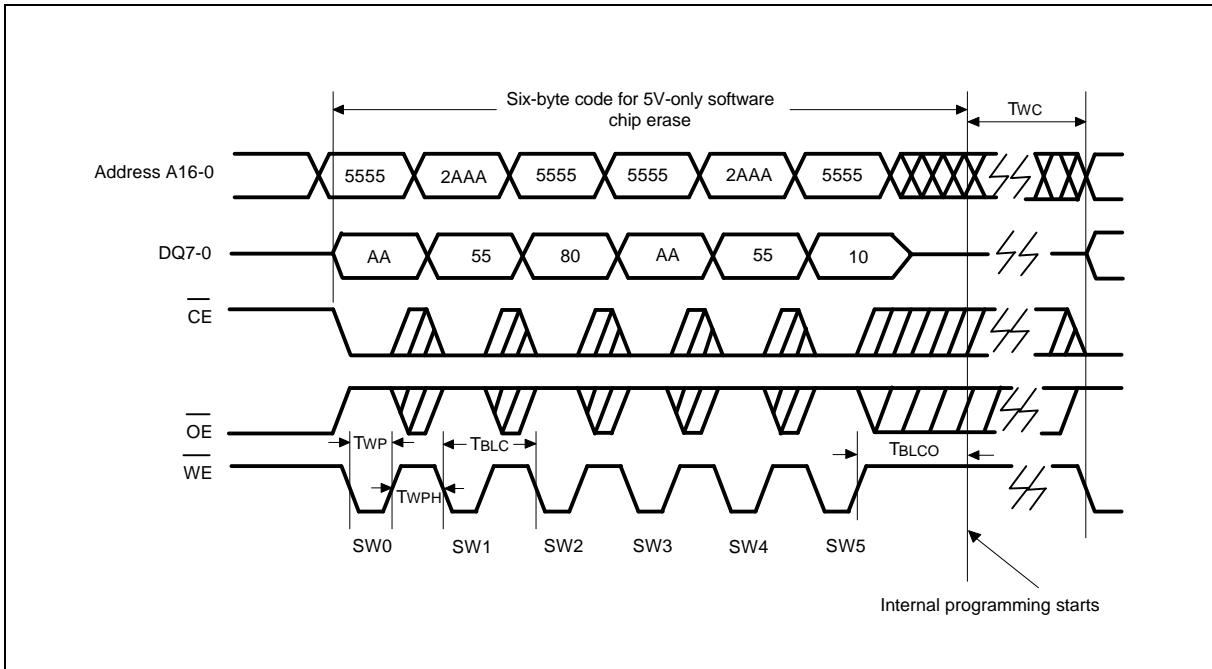 Six-byte code for 5V-only software
chip erase
TWC
Address A16-0
5555
2AAA
5555
5555
2AAA
5555
DQ7-0
AA
55
80
AA
55
10
CE
OE
TWP
TBLC
TBLCO
WE
TWPH
SW0
SW1
SW2
SW3
SW4
SW5
Internal programming starts